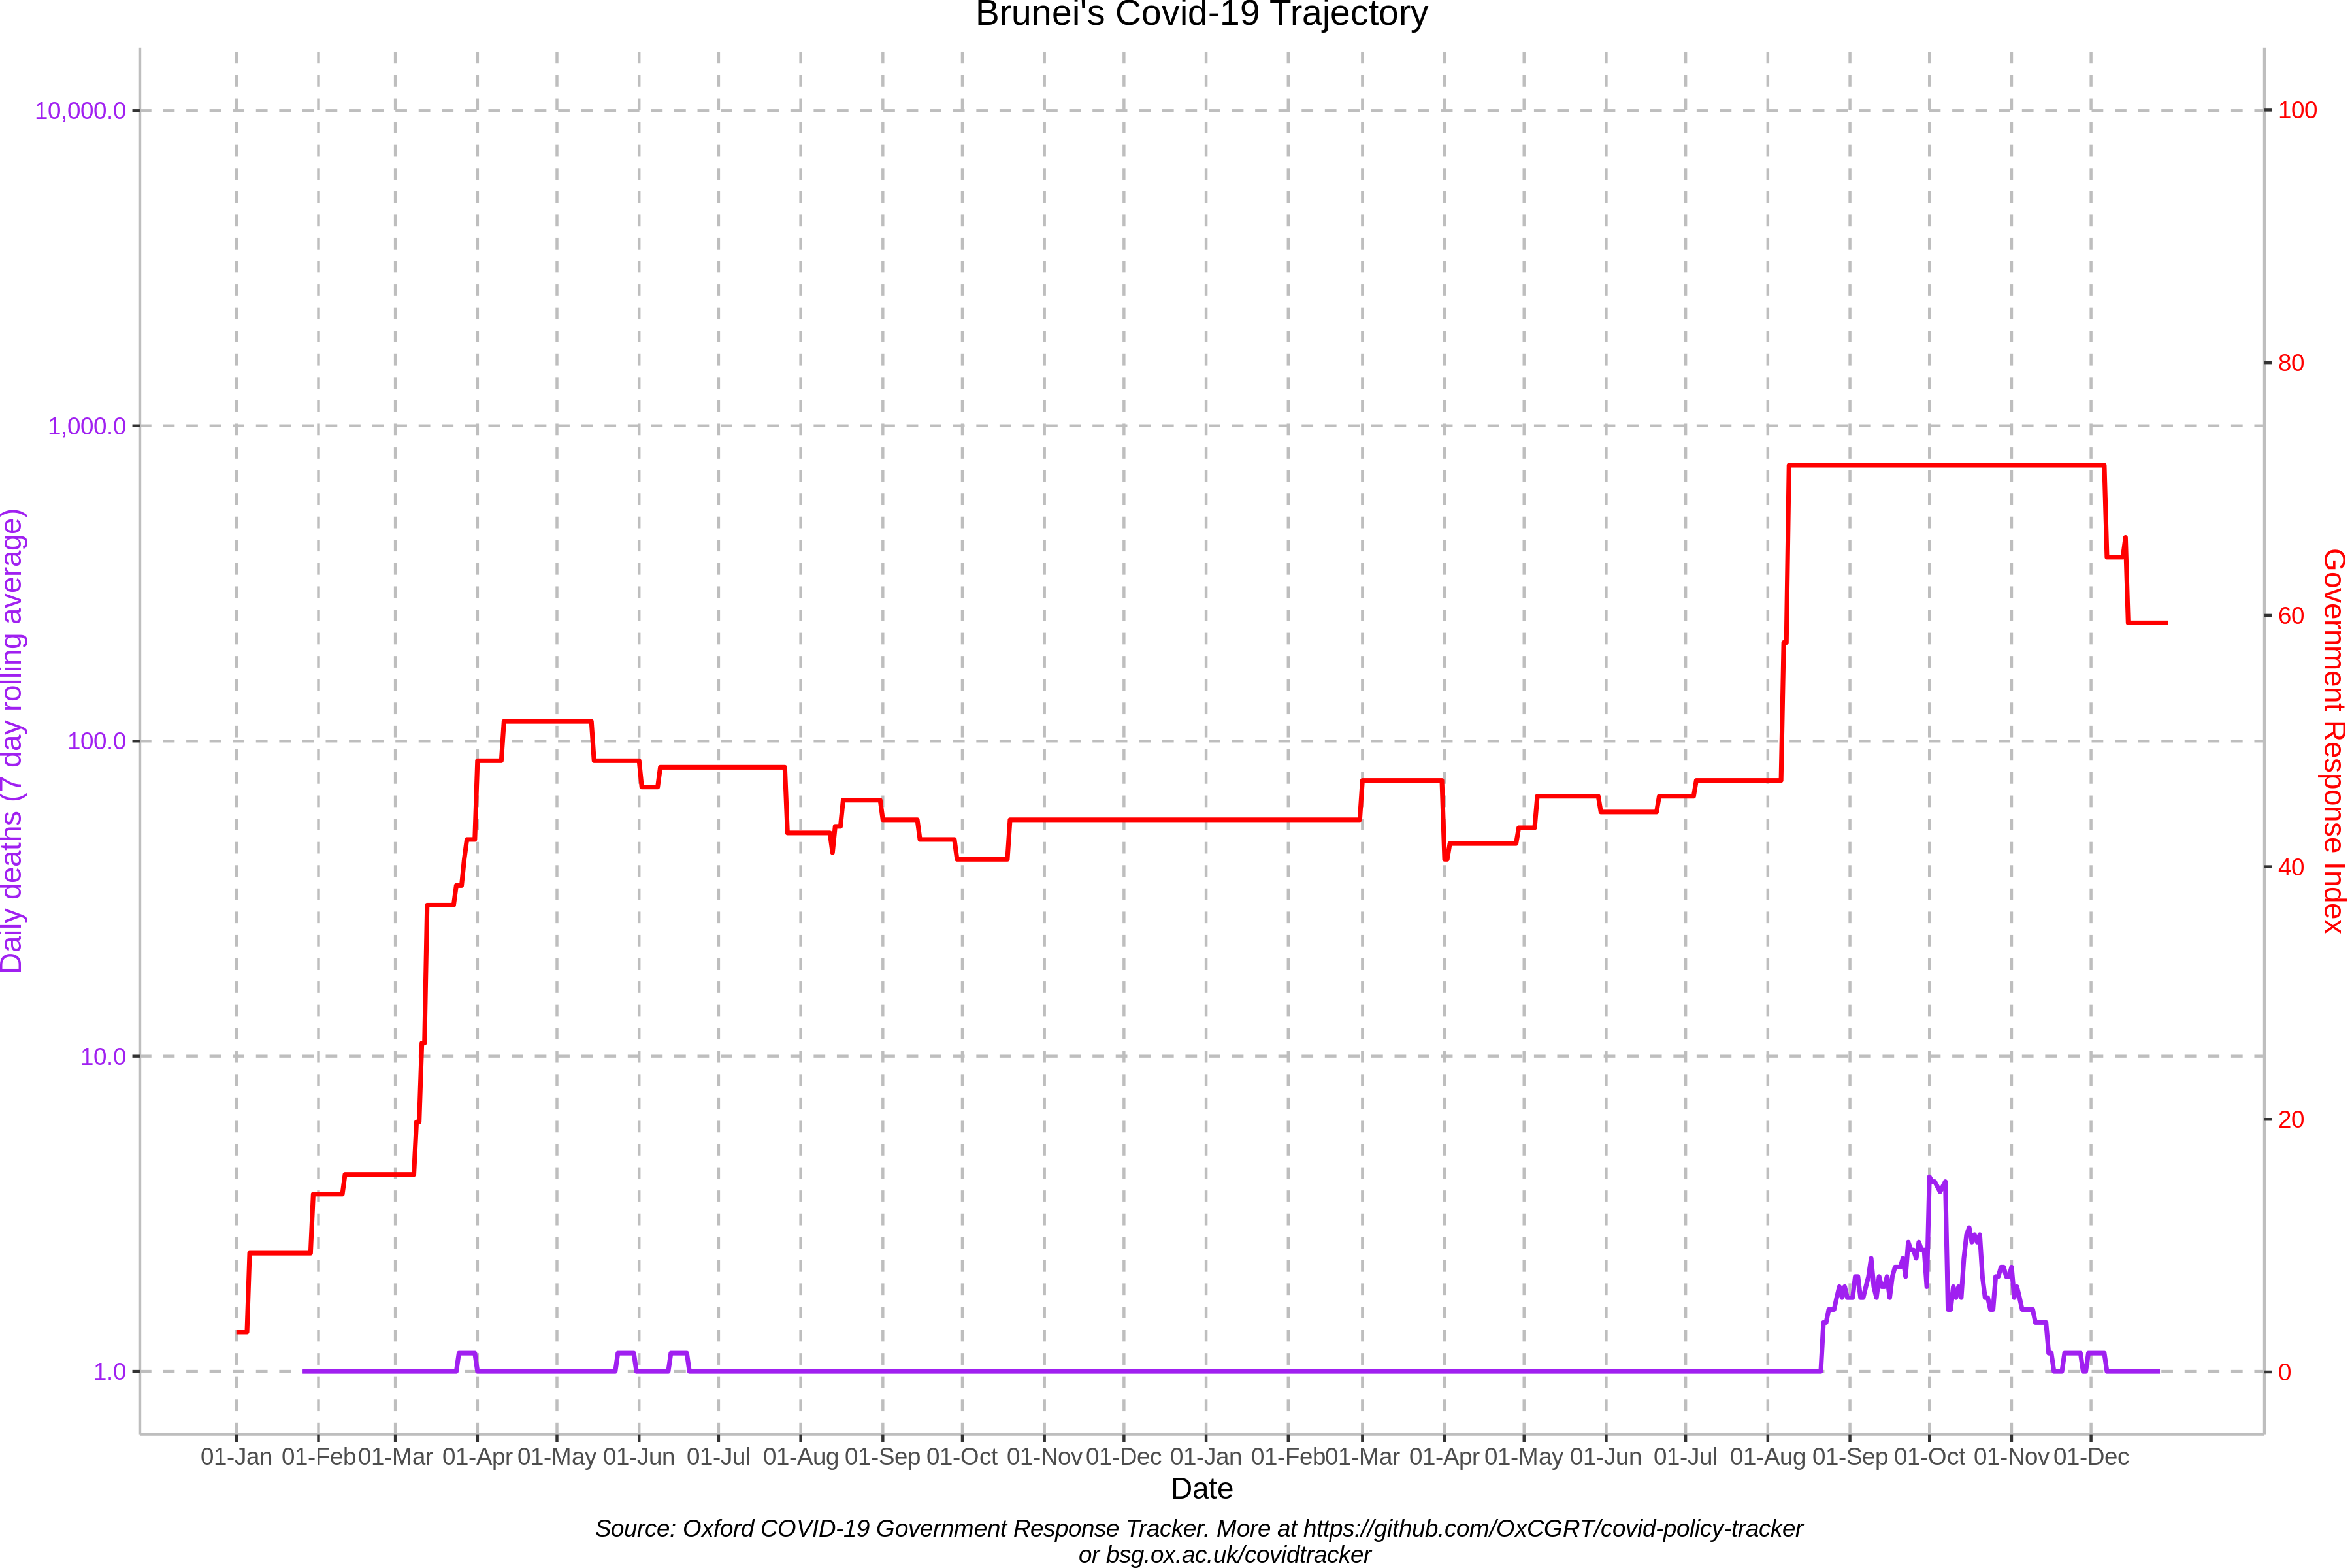 Brunei's Covid-19 Trajectory
10,000.0
1,000.0
100.0
10.0
1.0
Daily deaths (7 day rolling average)
100
80
60
40
20
0
Government Response Index
01-Jan 01-Feb 01-Mar 01-Apr 01-May 01-Jun 01-Jul 01-Aug 01-Sep 01-Oct 01-Nov 01-Dec 01-Jan 01-Feb 01-Mar 01-Apr 01-May 01-Jun 01-Jul 01-Aug 01-Sep 01-Oct 01-Nov 01-Dec
Date
Source: Oxford COVID-19 Government Response Tracker. More at https://github.com/OxCGRT/covid-policy-tracker
or bsg.ox.ac.uk/covidtracker